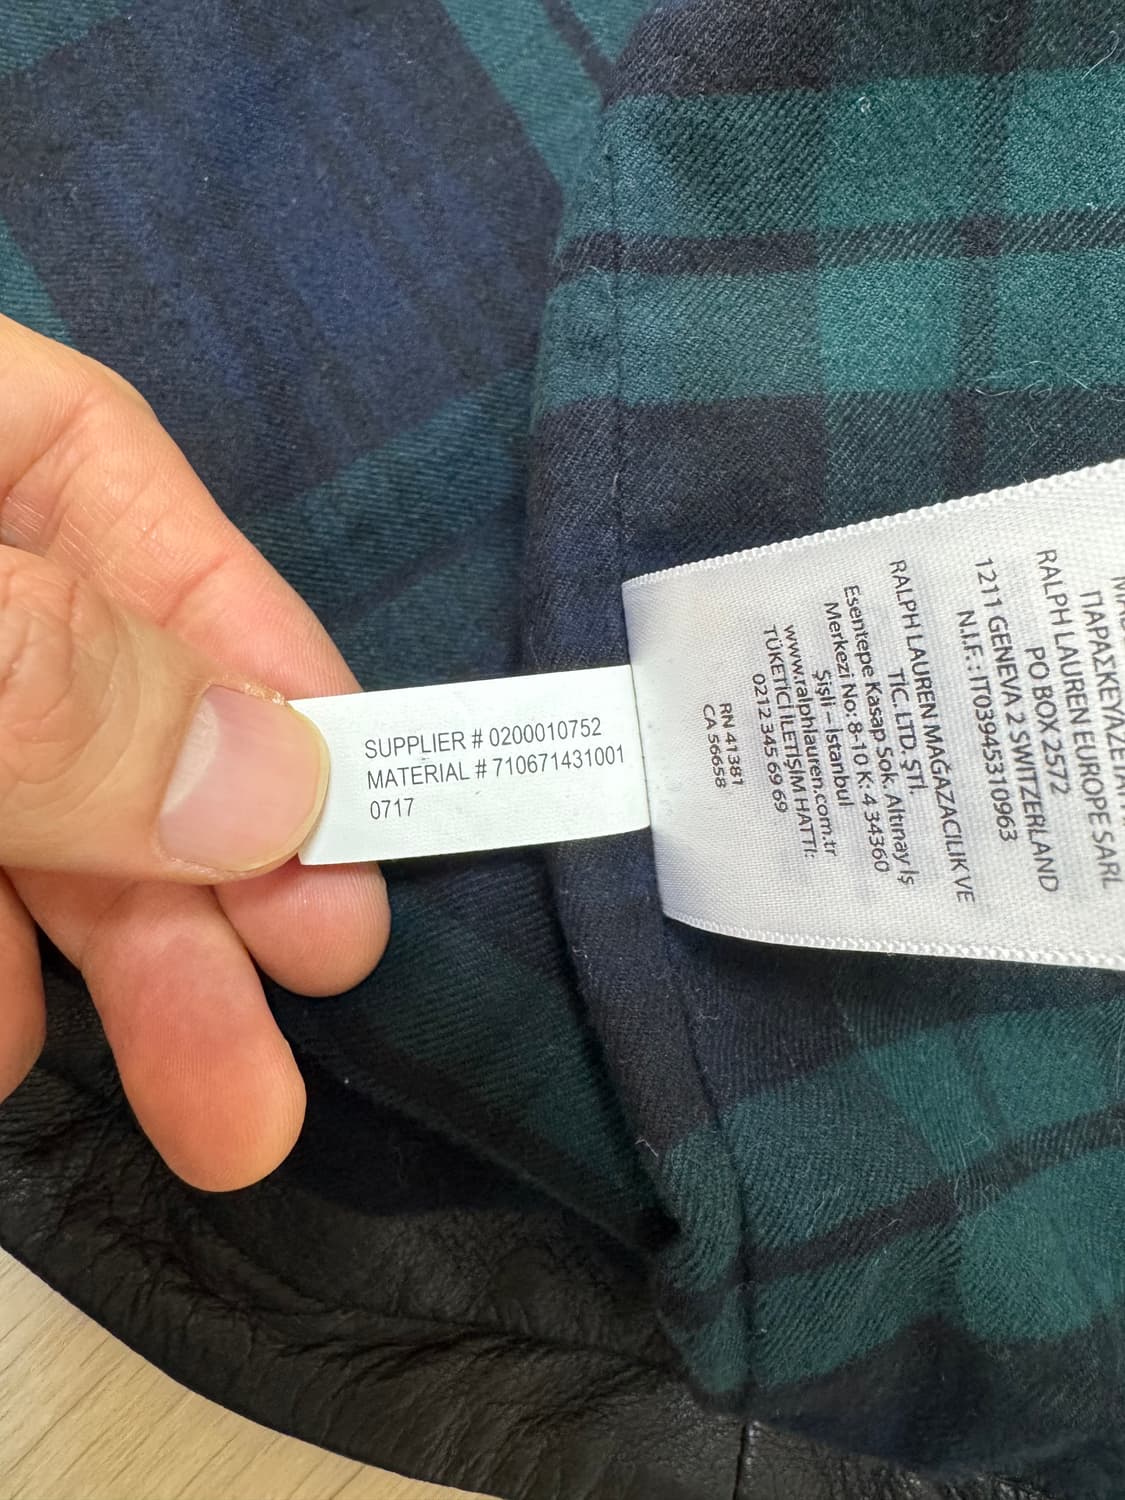 SUPPLIER # 0200010752
MATERIAL # 710671431001
0717
ΠΑΡΑΣΚΕΥΑΖΕΤΑΙ
RALPH LAUREN EUROPE SARL
PO BOX 2572
1211 GENEVA 2 SWITZERLAND
N.I.F.: IT03945310963
RALPH LAUREN MAĞAZACILIK VE
TİC. LTD. ŞTİ.
Esentepe Kasap Sok. Altınay İş
Merkezi No: 8-10 K: 4 34360
Şişli – İstanbul
www.ralphlauren.com.tr
TÜKETİCİ İLETİŞİM HATTI:
0212 345 69 69
RN 41381
CA 56658